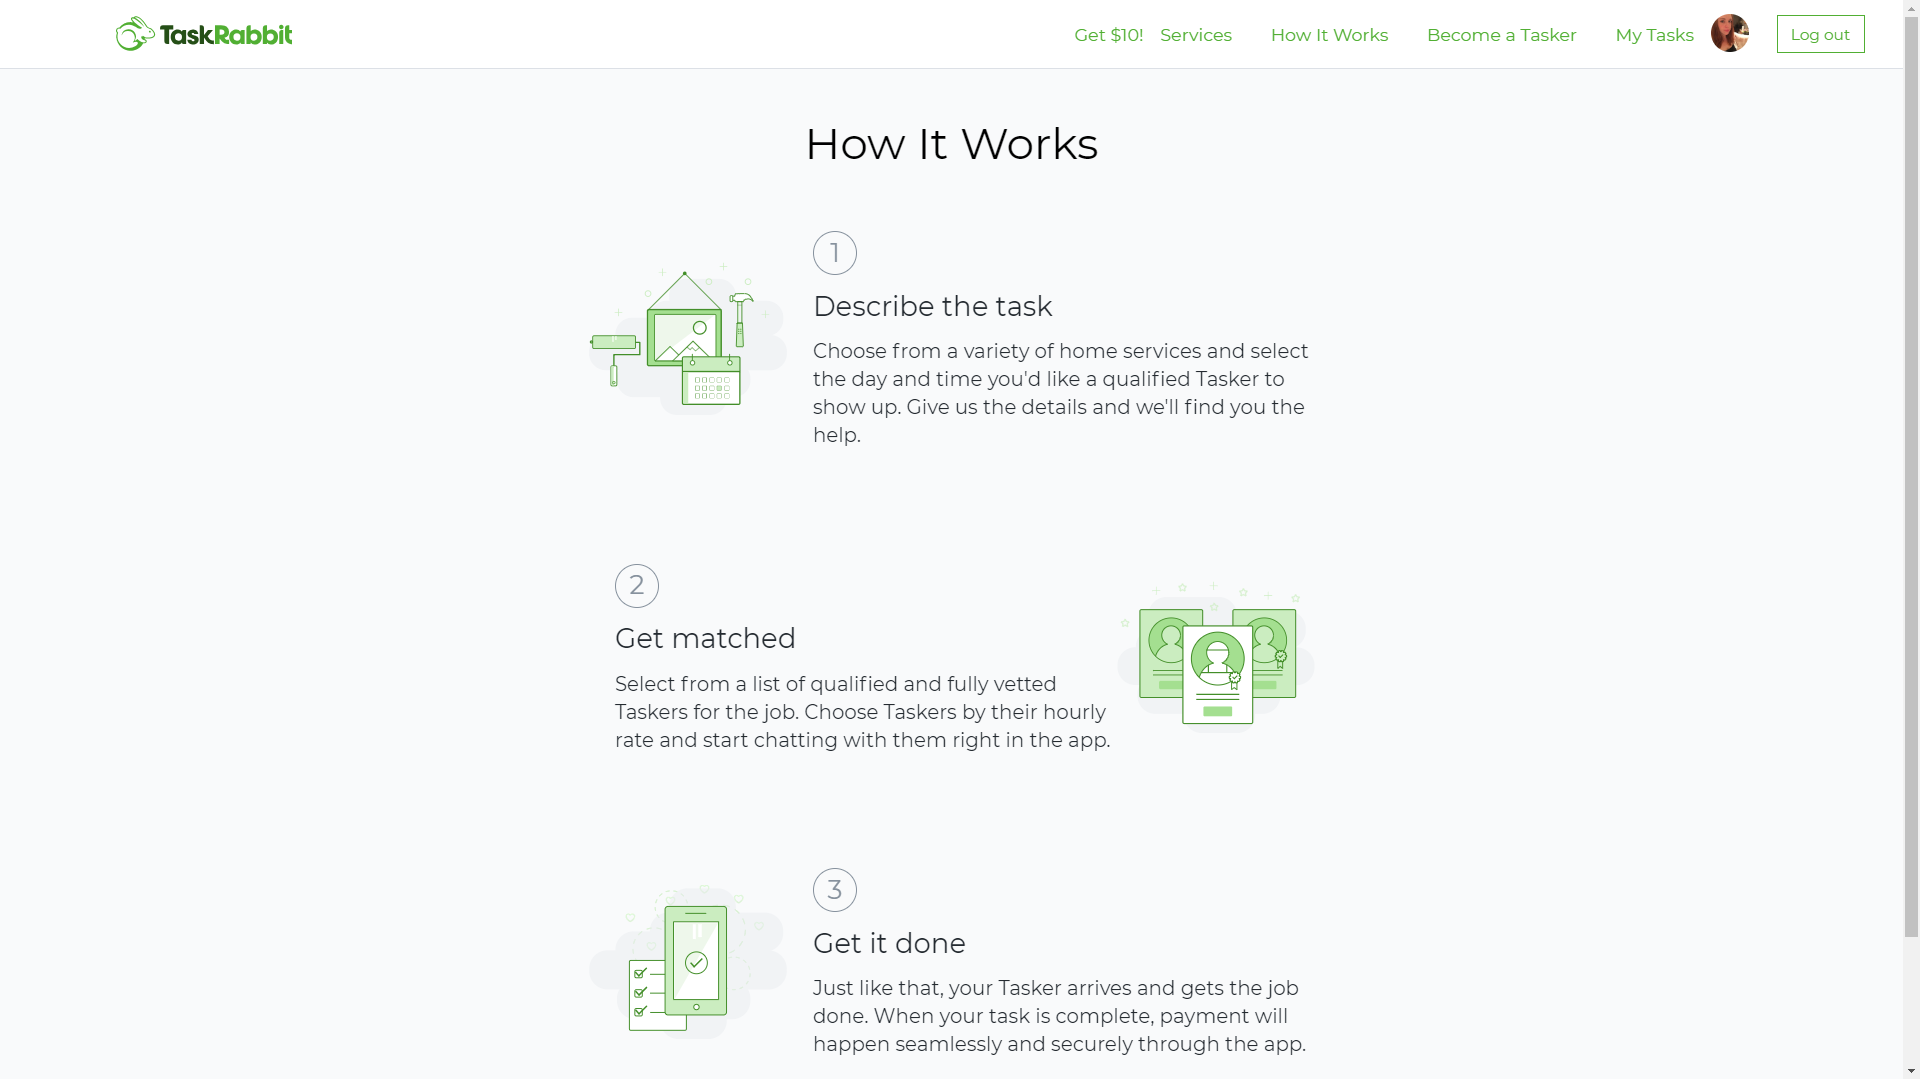 TaskRabbit
Get $10! Services How It Works Become a Tasker My Tasks Log out
How It Works
1
Describe the task
Choose from a variety of home services and select
the day and time you'd like a qualified Tasker to
show up. Give us the details and we'll find you the
help.
2
Get matched
Select from a list of qualified and fully vetted
Taskers for the job. Choose Taskers by their hourly
rate and start chatting with them right in the app.
3
Get it done
Just like that, your Tasker arrives and gets the job
done. When your task is complete, payment will
happen seamlessly and securely through the app.